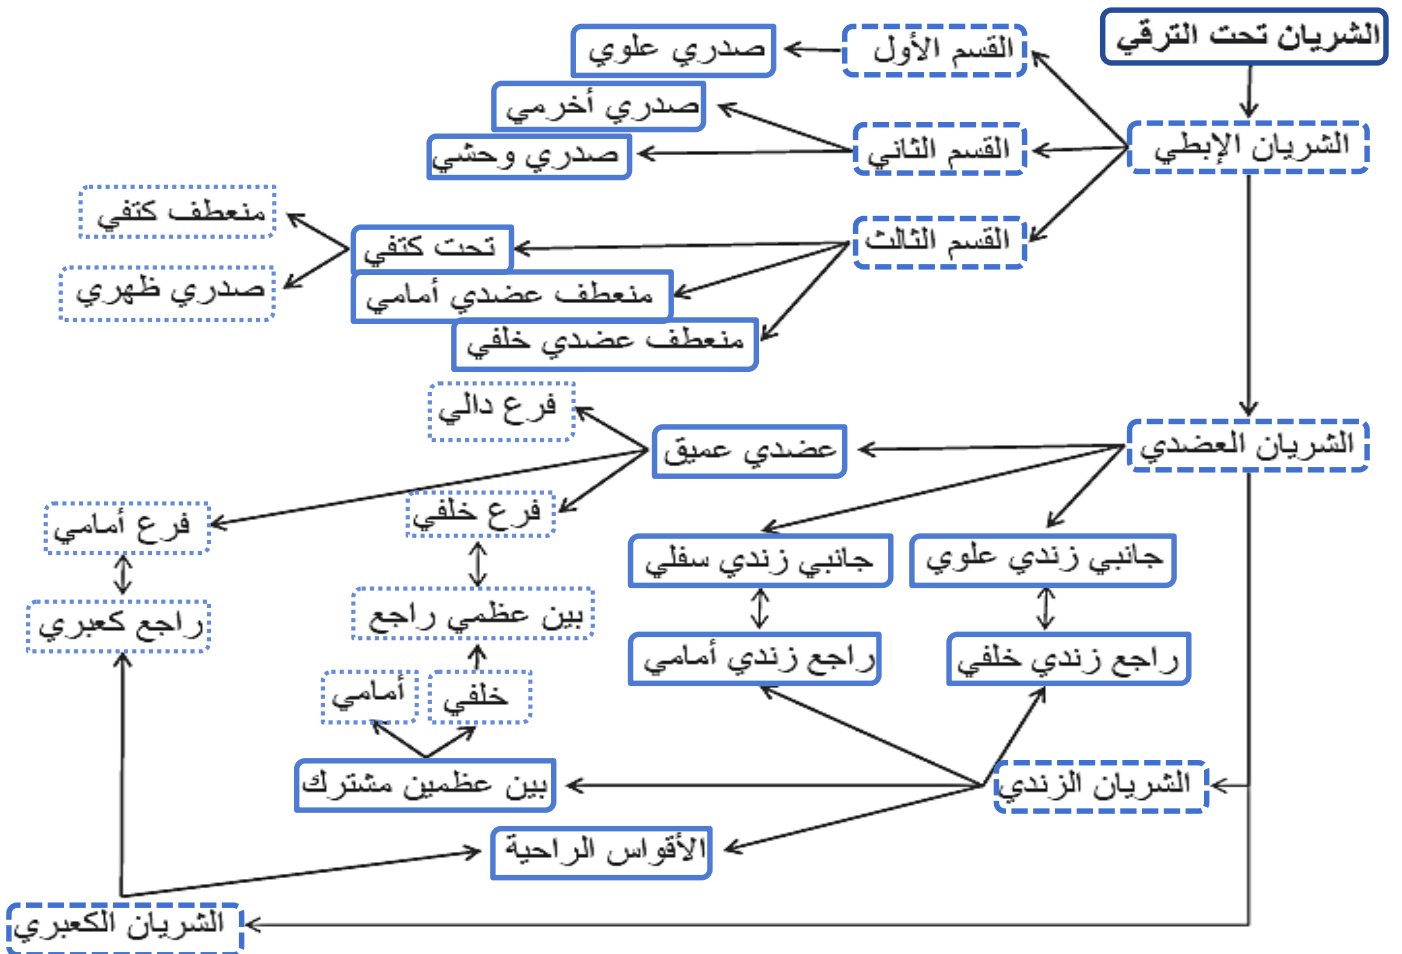 الشريان تحت الترقي
القسم الأول
صدري علوي
صدري أخرمي
الشريان الإبطي
القسم الثاني
صدري وحشي
منعطف كتفي
القسم الثالث
تحت كتفي
صدري ظهري
منعطف عضدي أمامي
منعطف عضدي خلفي
فرع دالي
الشريان العضدي
عضدي عميق
فرع خلفي
فرع أمامي
جانبي زندي علوي
جانبي زندي سفلي
بين عظمي راجع
راجع كعبري
راجع زندي خلفي
راجع زندي أمامي
خلفي
أمامي
الشريان الزندي
بين عظمين مشترك
الأقواس الراحية
الشريان الكعبري